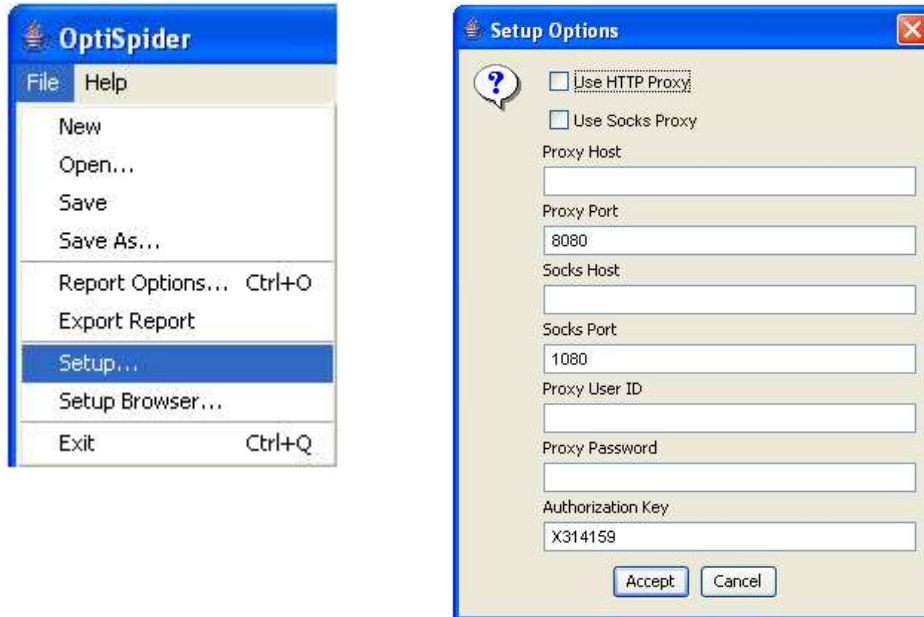 OptiSpider
File Help
New
Open...
Save
Save As...
Report Options... Ctrl+O
Export Report
Setup...
Setup Browser...
Exit Ctrl+Q
Setup Options
?
Use HTTP Proxy
Use Socks Proxy
Proxy Host
Proxy Port
8080
Socks Host
Socks Port
1080
Proxy User ID
Proxy Password
Authorization Key
X314159
Accept Cancel